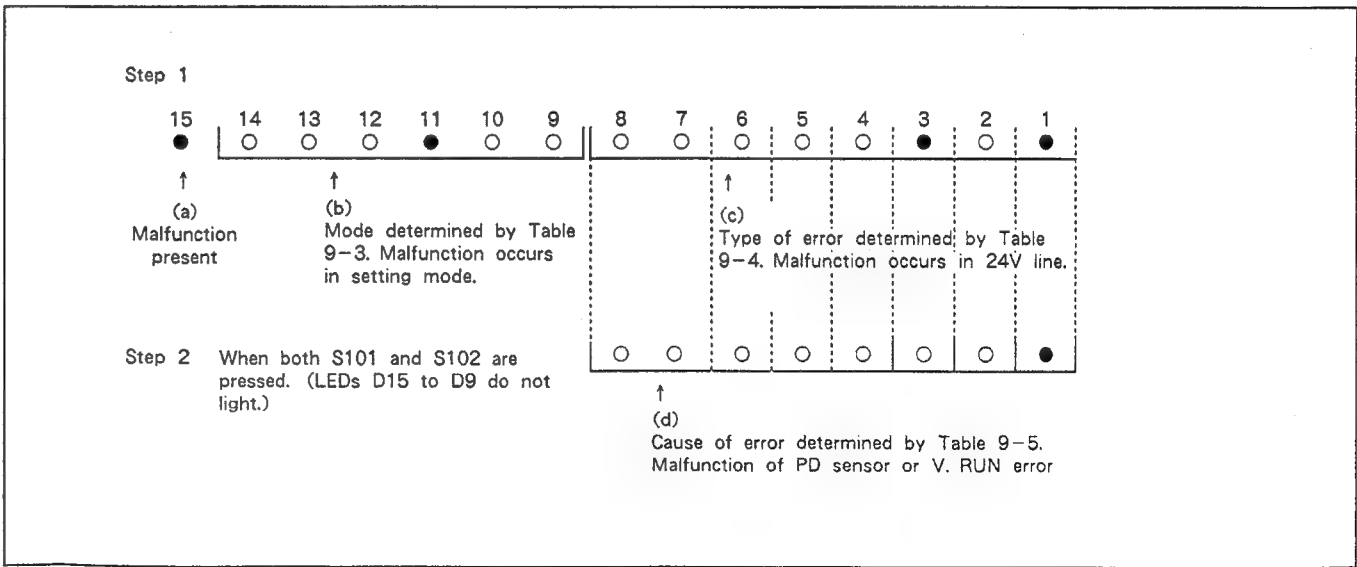 Step 1
15 14 13 12 11 10 9 8 7 6 5 4 3 2 1
(a)
Malfunction
present
(b)
Mode determined by Table
9-3. Malfunction occurs
in setting mode.
(c)
Type of error determined by Table
9-4. Malfunction occurs in 24V line.
Step 2 When both S101 and S102 are
pressed. (LEDs D15 to D9 do not
light.)
(d)
Cause of error determined by Table 9-5.
Malfunction of PD sensor or V. RUN error